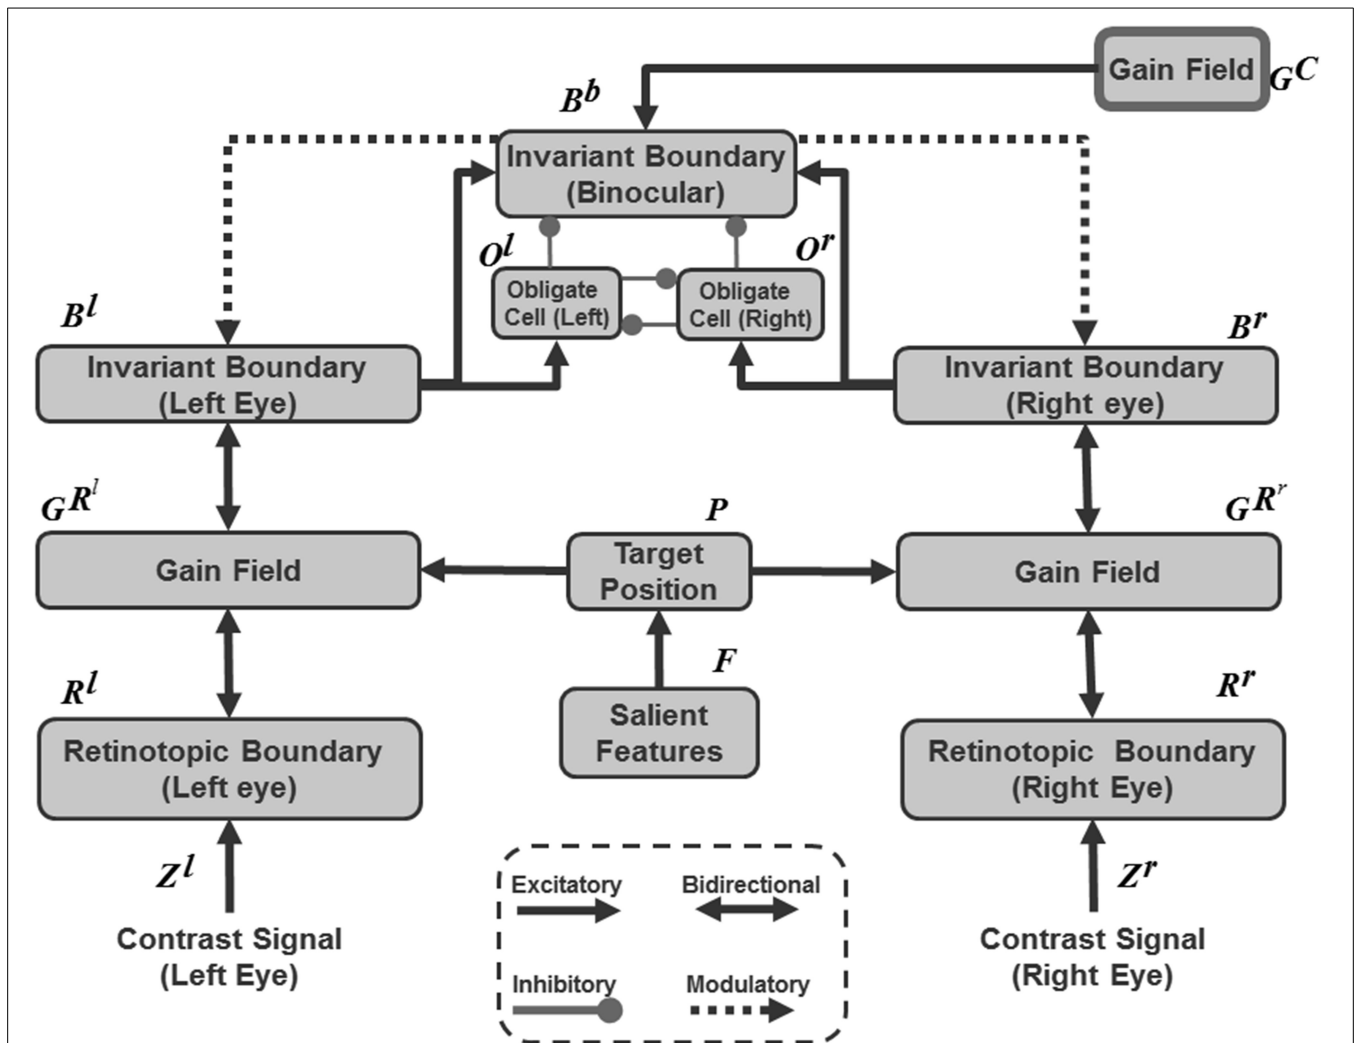 Gain Field
G^C
B^b
Invariant Boundary
(Binocular)
O^l
O^r
Obligate
Cell (Left)
Obligate
Cell (Right)
B^l
B^r
Invariant Boundary
(Left Eye)
Invariant Boundary
(Right eye)
G^R^l
P
G^R^r
Gain Field
Target
Position
Gain Field
R^l
F
R^r
Retinotopic Boundary
(Left eye)
Salient
Features
Retinotopic Boundary
(Right Eye)
Z^l
Z^r
Contrast Signal
(Left Eye)
Contrast Signal
(Right Eye)
Excitatory
Bidirectional
Inhibitory
Modulatory